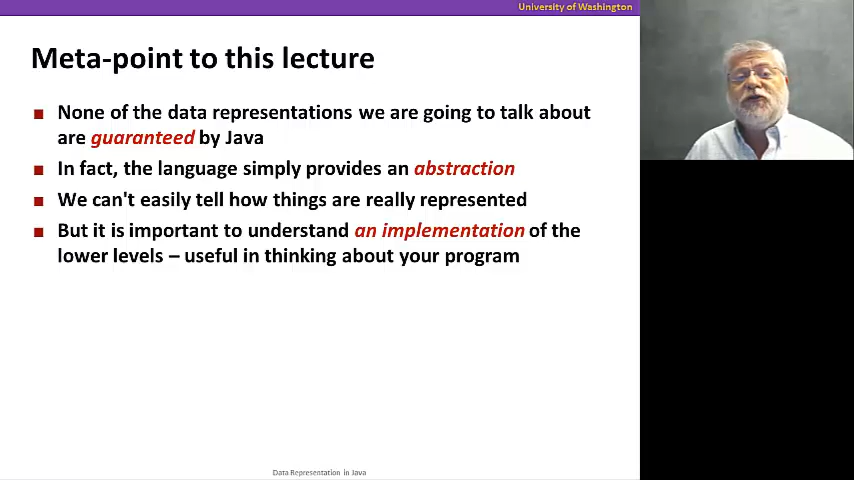 University of Washington
Meta-point to this lecture
None of the data representations we are going to talk about
are guaranteed by Java
In fact, the language simply provides an abstraction
We can't easily tell how things are really represented
But it is important to understand an implementation of the
lower levels – useful in thinking about your program
Data Representation in Java